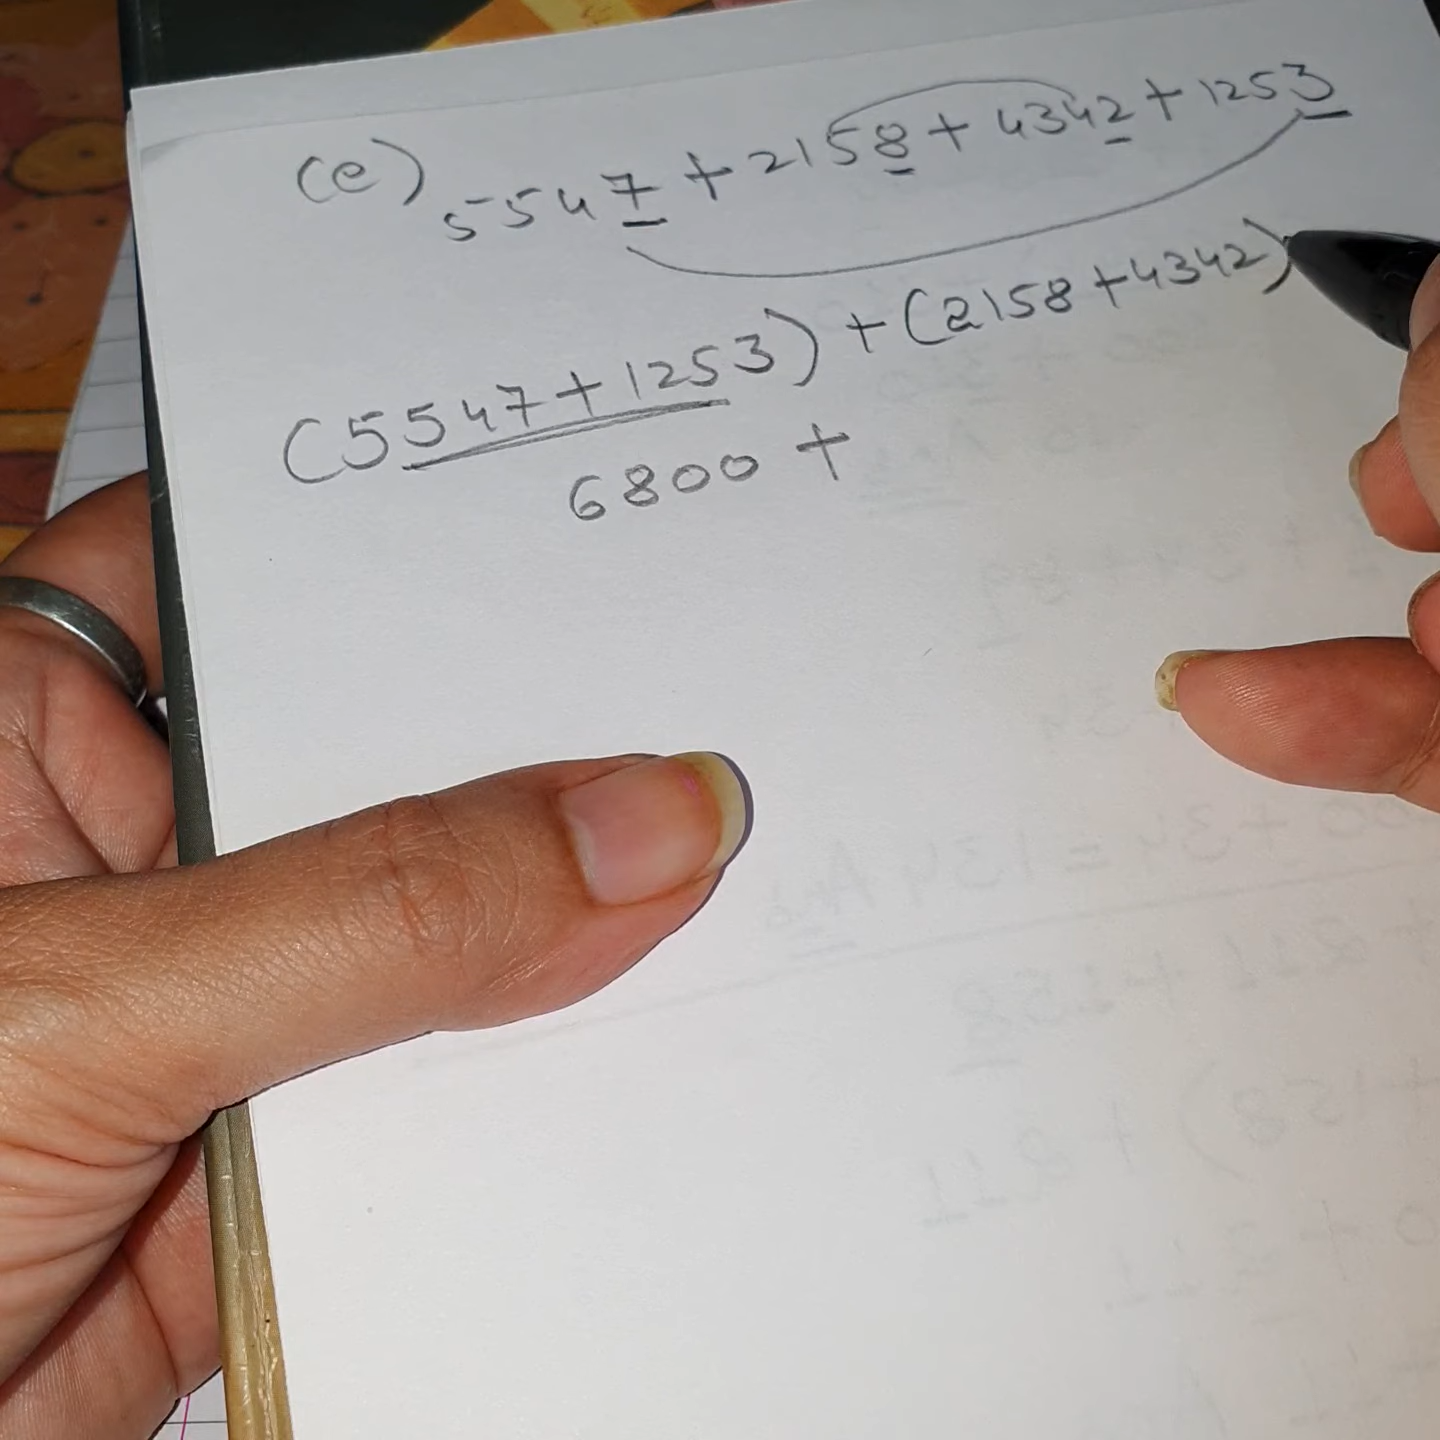 (e) 5547 + 2158 + 4342 + 1253
(5547 + 1253) + (2158 + 4342)
6800 +